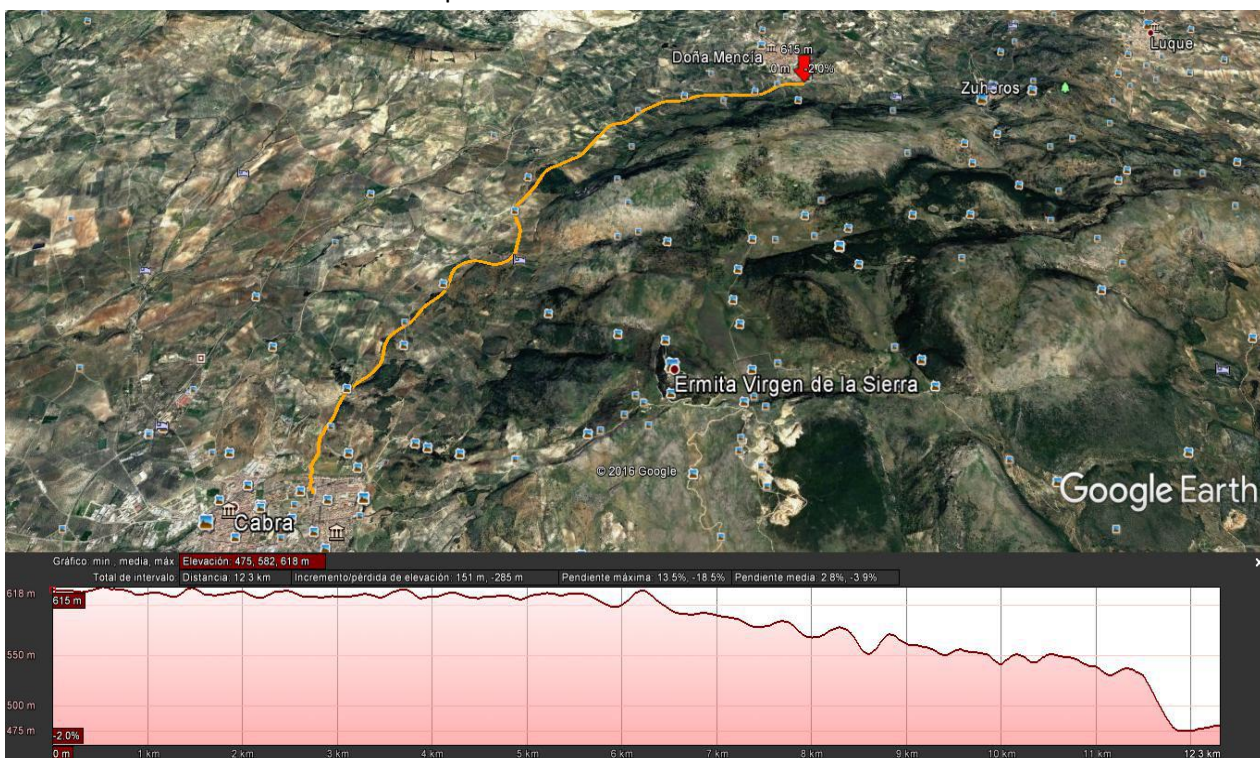 Luque
615 m
Doña Mencia
0 m -2.0%
Zuheros
Ermita Virgen de la Sierra
© 2016 Google
Google Earth
Cabra
Gráfico: min., media, máx Elevación: 475, 582, 618 m
Total de intervalo: Distancia: 12.3 km Incremento/pérdida de elevación: 151 m, -285 m Pendiente máxima: 13.5%, -18.5% Pendiente media: 2.8%, -3.9%
618 m
615 m
550 m
500 m
475 m
-2.0%
0 m 1 km 2 km 3 km 4 km 5 km 6 km 7 km 8 km 9 km 10 km 11 km 12.3 km